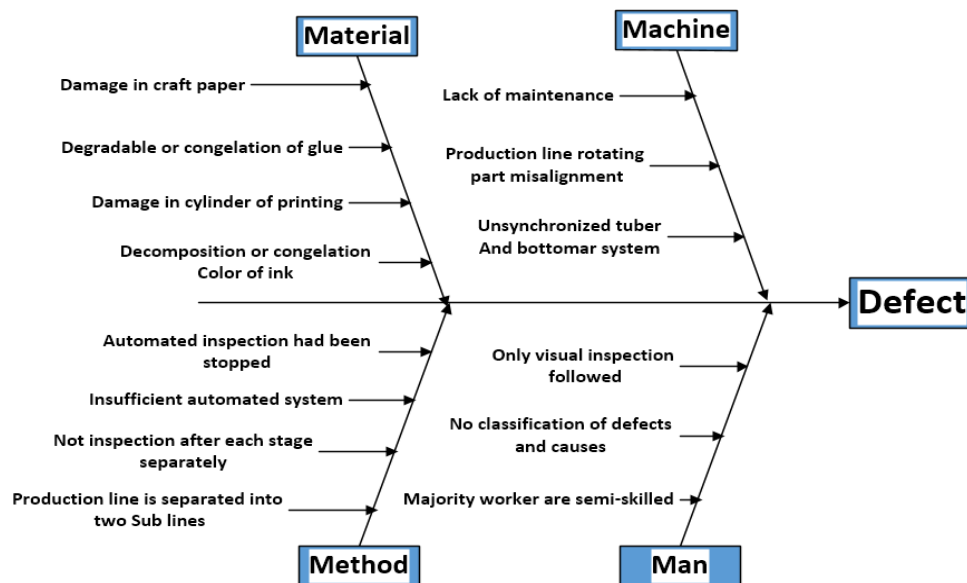 Material
Machine
Damage in craft paper
Lack of maintenance
Degradable or congelation of glue
Production line rotating
part misalignment
Damage in cylinder of printing
Unsynchronized tuber
And bottomar system
Decomposition or congelation
Color of ink
Defect
Automated inspection had been
stopped
Only visual inspection
followed
Insufficient automated system
No classification of defects
and causes
Not inspection after each stage
separately
Majority worker are semi-skilled
Production line is separated into
two Sub lines
Method
Man